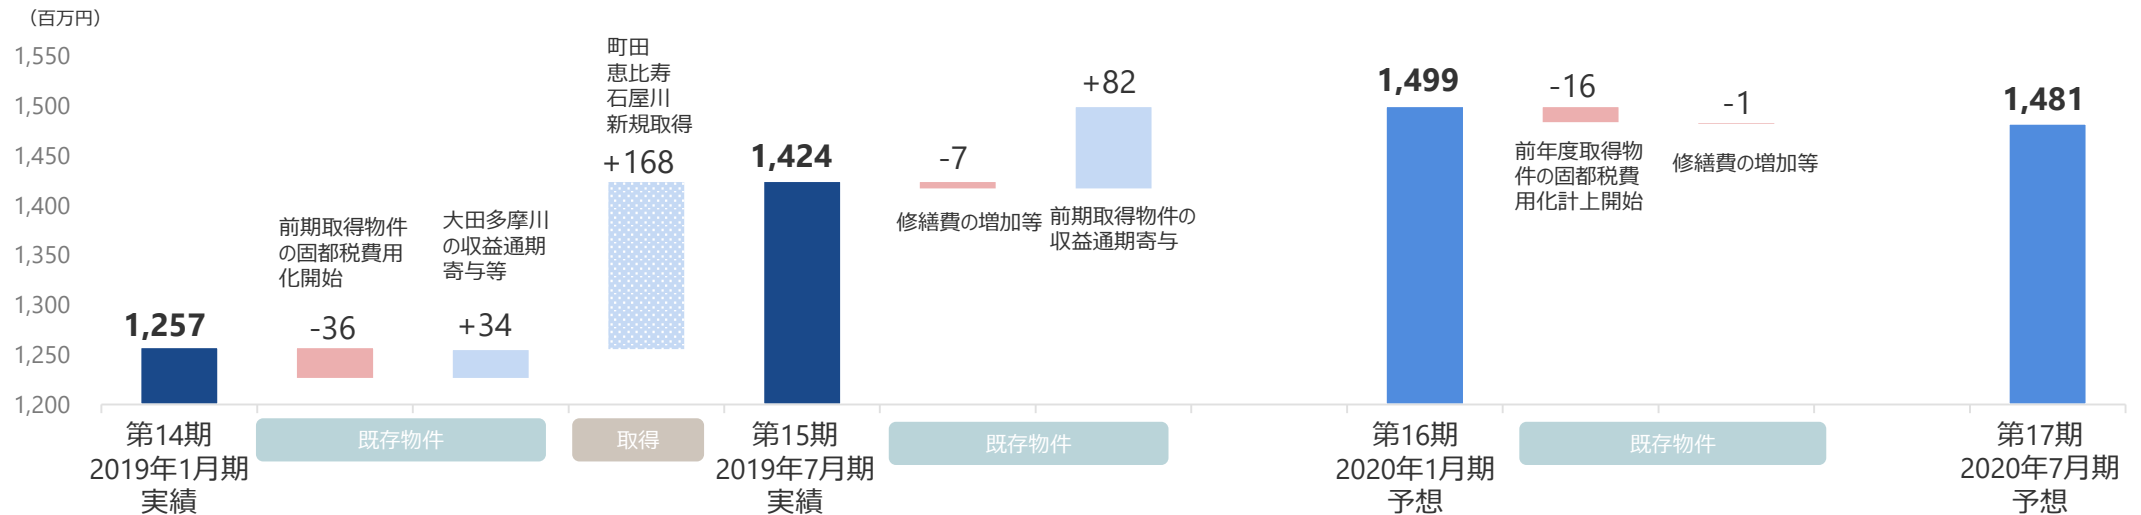 （百万円）
1,550
1,500
1,450
1,400
1,350
1,300
1,250
1,200
1,257
前期取得物件
の固都税費用
化開始
-36
大田多摩川
の収益通期
寄与等
+34
町田
恵比寿
石屋川
新規取得
+168
1,424
-7
修繕費の増加等
+82
前期取得物件の
収益通期寄与
1,499
-16
前年度取得物
件の固都税費
用化計上開始
-1
修繕費の増加等
1,481
第14期
2019年1月期
実績
既存物件
取得
第15期
2019年7月期
実績
既存物件
第16期
2020年1月期
予想
既存物件
第17期
2020年7月期
予想